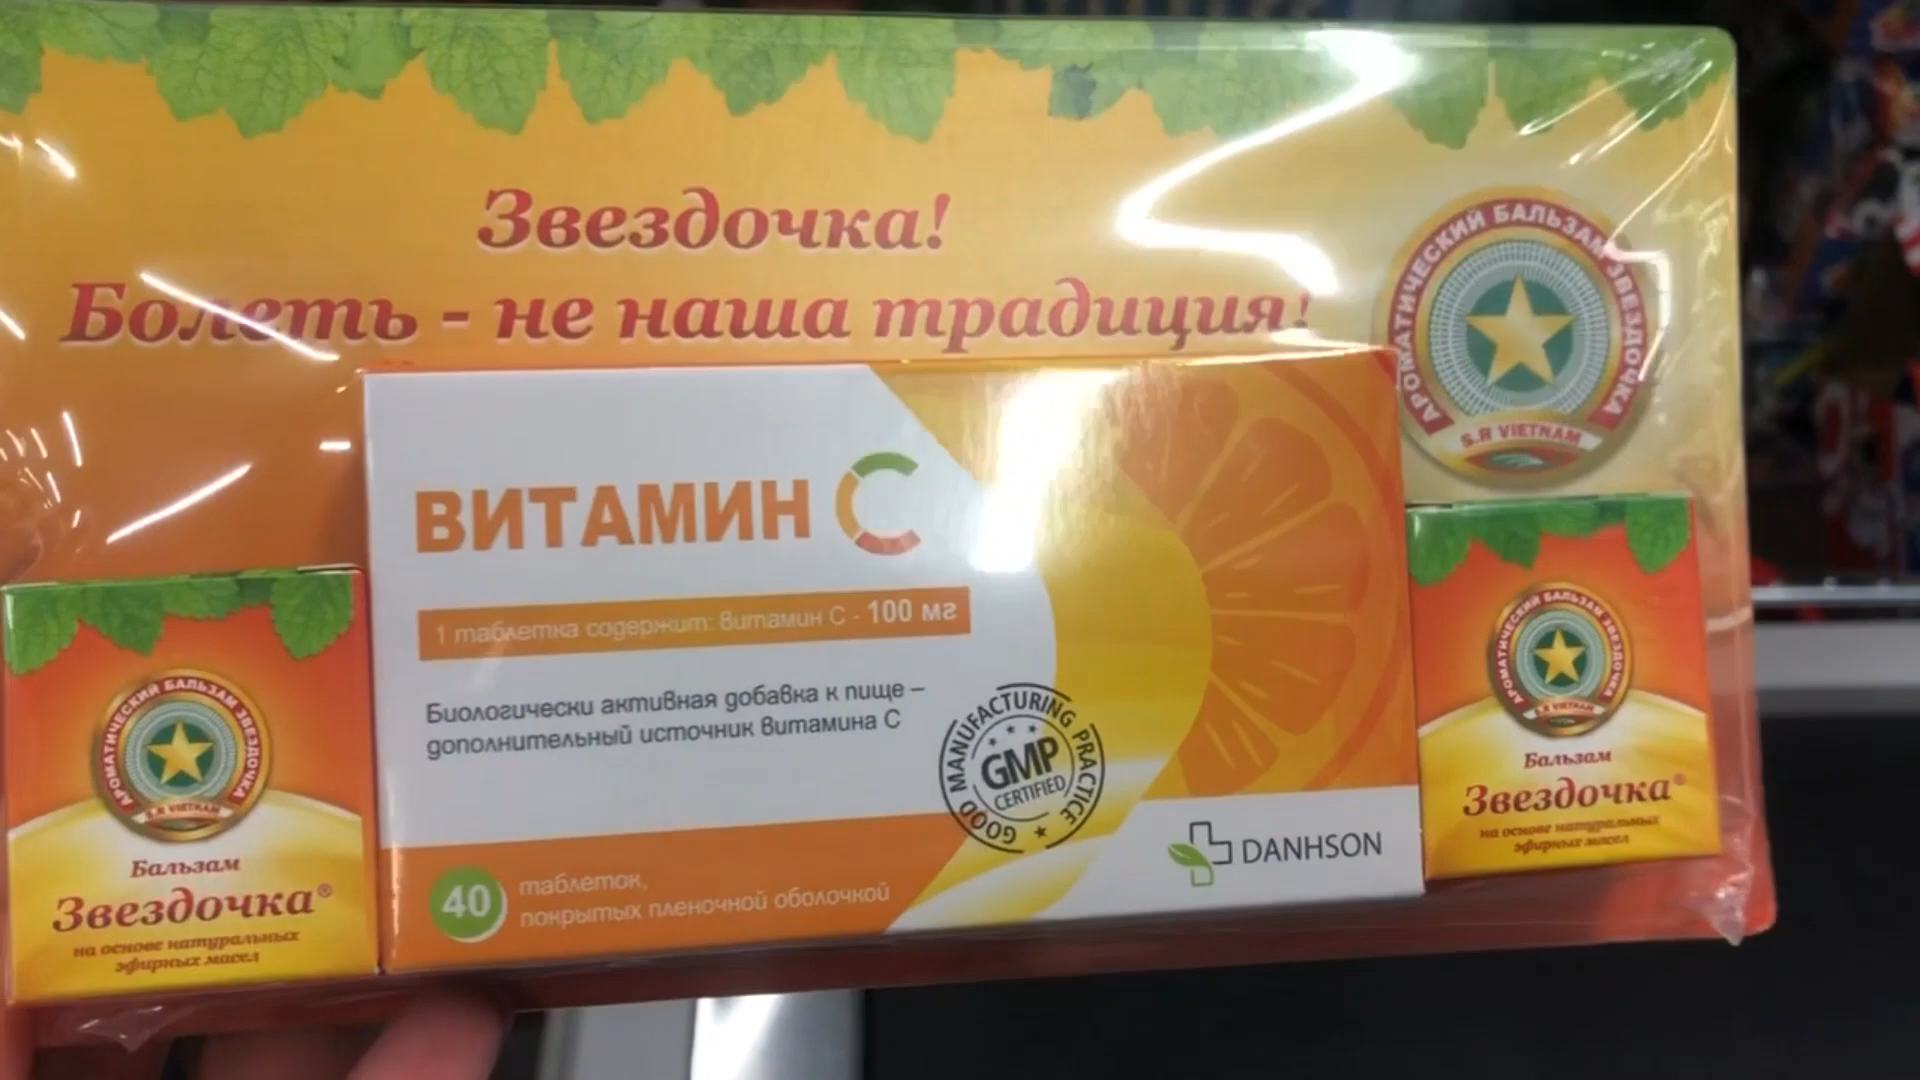 Звездочка!
Болеть - не наша традиция!
АРОМАТИЧЕСКИЙ БАЛЬЗАМ ЗВЕЗДОЧКА
S.R VIETNAM
ВИТАМИН C
1 таблетка содержит: витамин С - 100 мг
Биологически активная добавка к пище –
дополнительный источник витамина С
GOOD MANUFACTURING PRACTICE
GMP
CERTIFIED
DANHSON
40 таблеток,
покрытых пленочной оболочкой
АРОМАТИЧЕСКИЙ БАЛЬЗАМ ЗВЕЗДОЧКА
S.R VIETNAM
Бальзам
Звездочка®
на основе натуральных
эфирных масел
АРОМАТИЧЕСКИЙ БАЛЬЗАМ ЗВЕЗДОЧКА
S.R VIETNAM
Бальзам
Звездочка®
на основе натуральных
эфирных масел